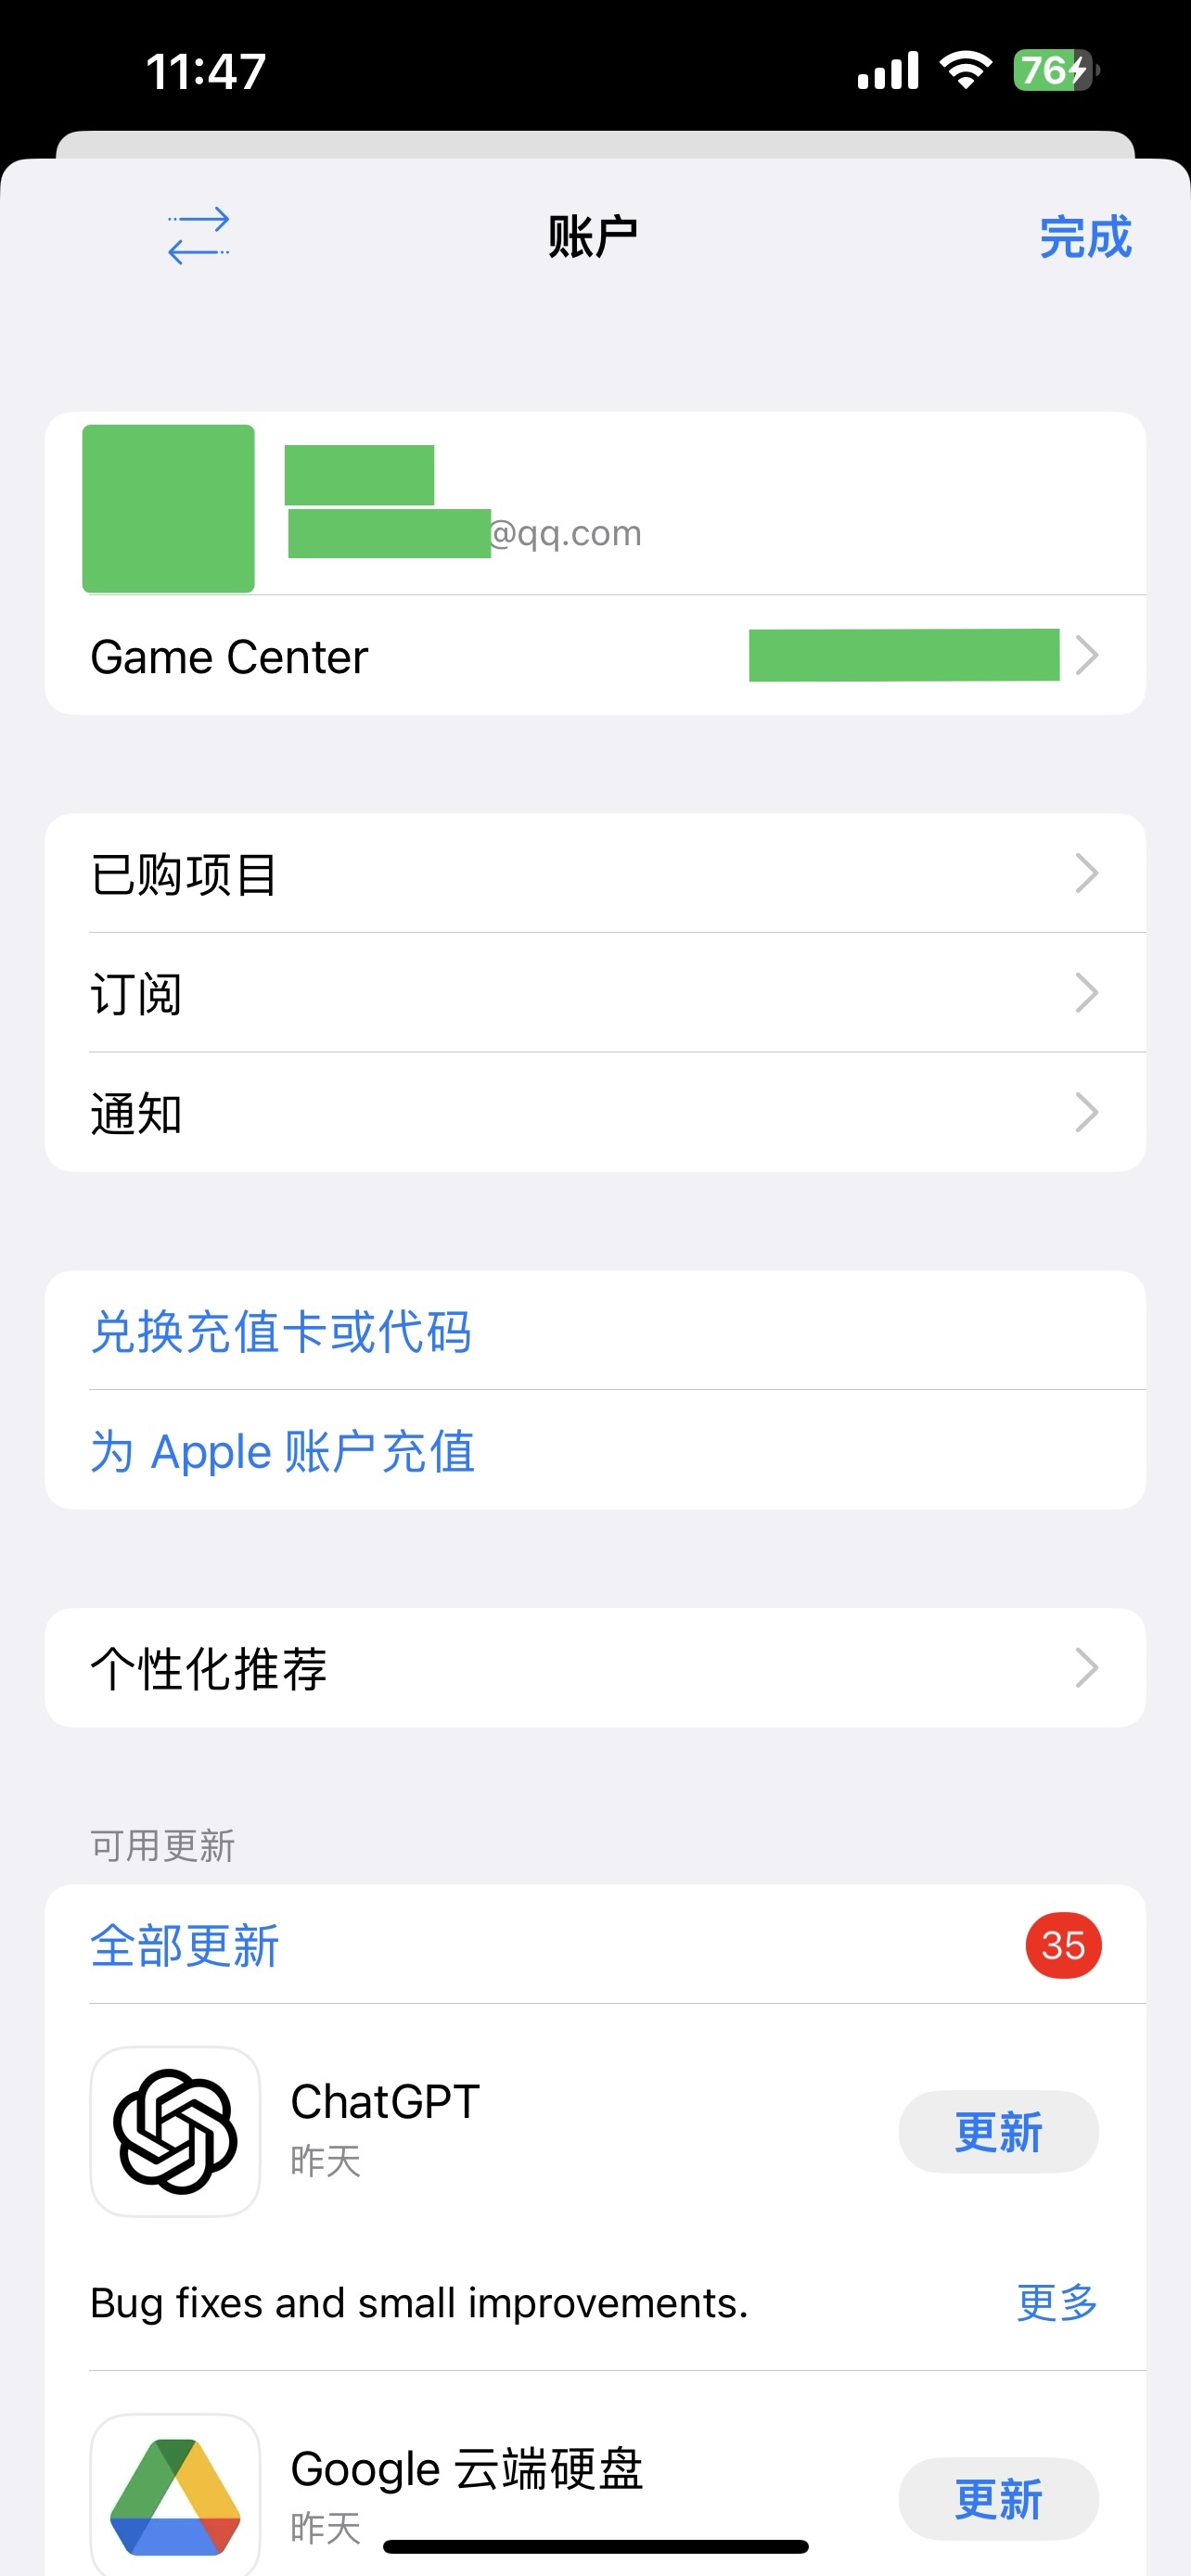 11:47
76
账户
完成
@qq.com
Game Center
已购项目
订阅
通知
兑换充值卡或代码
为 Apple 账户充值
个性化推荐
可用更新
全部更新
35
ChatGPT
昨天
更新
Bug fixes and small improvements.
更多
Google 云端硬盘
昨天
更新